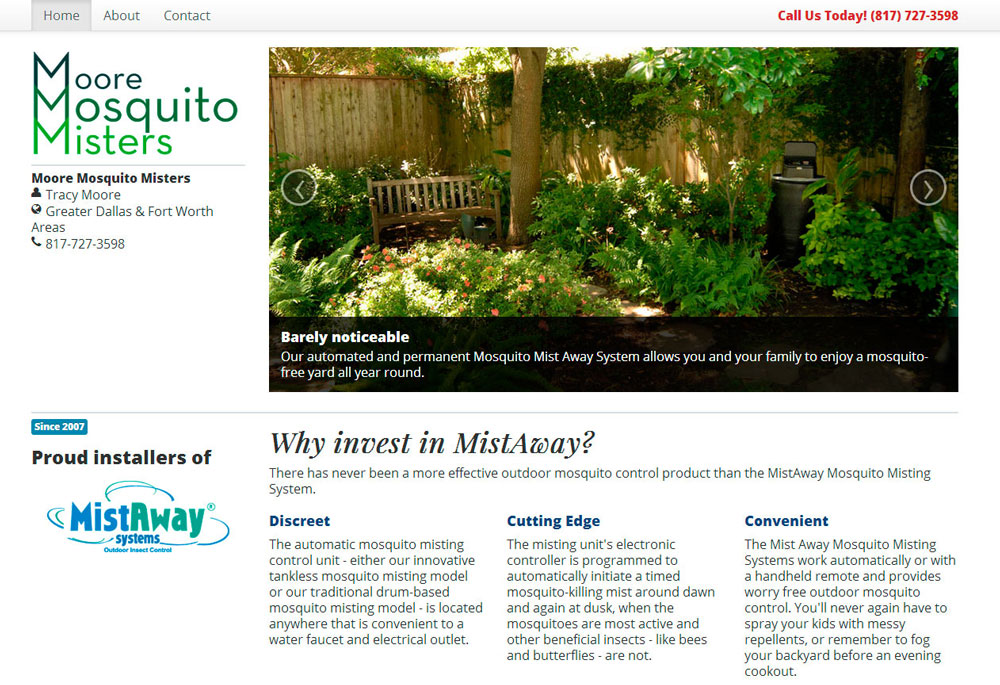 Home About Contact
Call Us Today! (817) 727-3598
Moore
Mosquito
Misters
Moore Mosquito Misters
Tracy Moore
Greater Dallas & Fort Worth
Areas
817-727-3598
Barely noticeable
Our automated and permanent Mosquito Mist Away System allows you and your family to enjoy a mosquito-
free yard all year round.
Since 2007
Proud installers of
MistAway®
systems
Outdoor Insect Control
Why invest in MistAway?
There has never been a more effective outdoor mosquito control product than the MistAway Mosquito Misting
System.
Discreet
The automatic mosquito misting
control unit - either our innovative
tankless mosquito misting model
or our traditional drum-based
mosquito misting model - is located
anywhere that is convenient to a
water faucet and electrical outlet.
Cutting Edge
The misting unit's electronic
controller is programmed to
automatically initiate a timed
mosquito-killing mist around dawn
and again at dusk, when the
mosquitoes are most active and
other beneficial insects - like bees
and butterflies - are not.
Convenient
The Mist Away Mosquito Misting
Systems work automatically or with
a handheld remote and provides
worry free outdoor mosquito
control. You'll never again have to
spray your kids with messy
repellents, or remember to fog
your backyard before an evening
cookout.